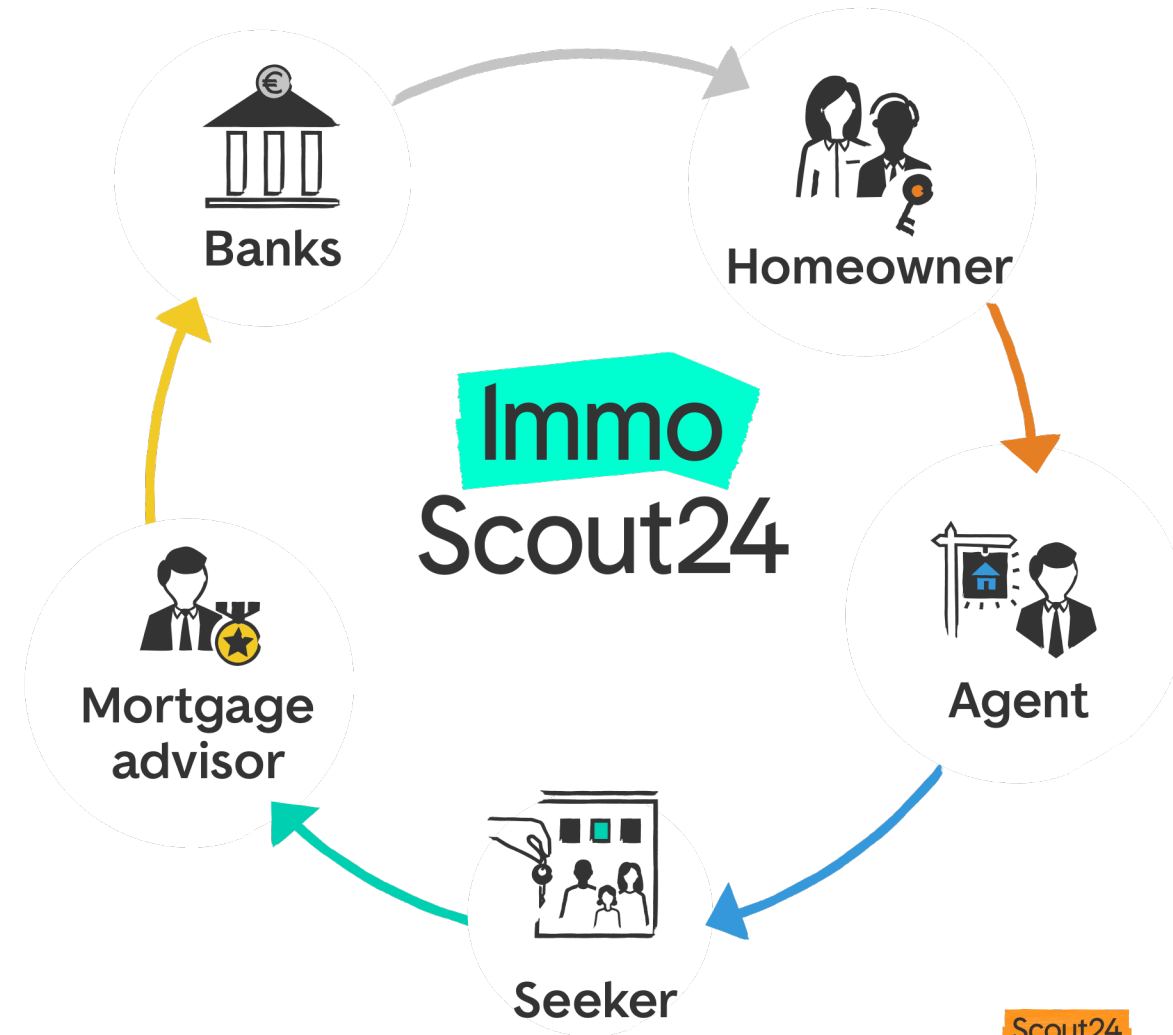 €
Banks
Homeowner
Immo
Scout24
Mortgage
advisor
Agent
Seeker
Scout24